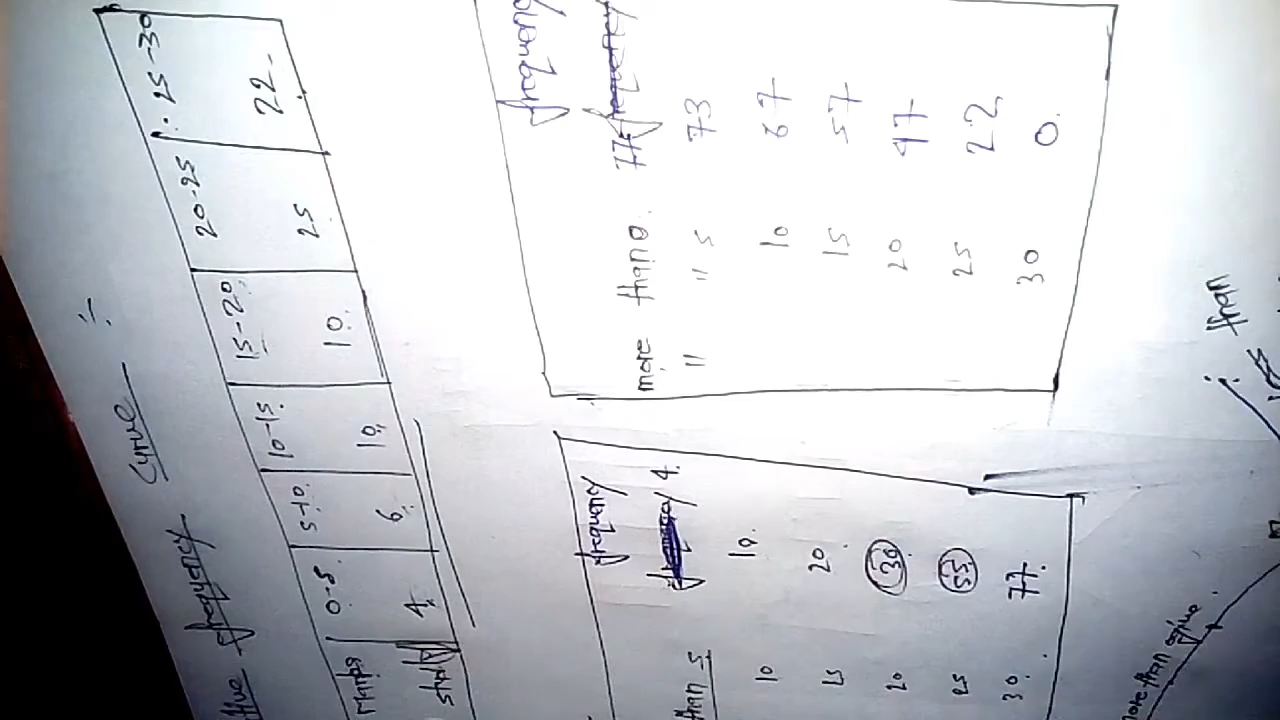 tive frequency curve :-
Marks 0-5 5-10. 10-15. 15-20. 20-25 25-30
4 6 10 10. 25 22.
frequency
than 5 4.
10 10.
15 20.
20 30.
25 55
30. 77.
frequency
more than 0. 77
" " 5 73
10 67
15 57
20 47
25 22
30 0.
more than ogive.
than